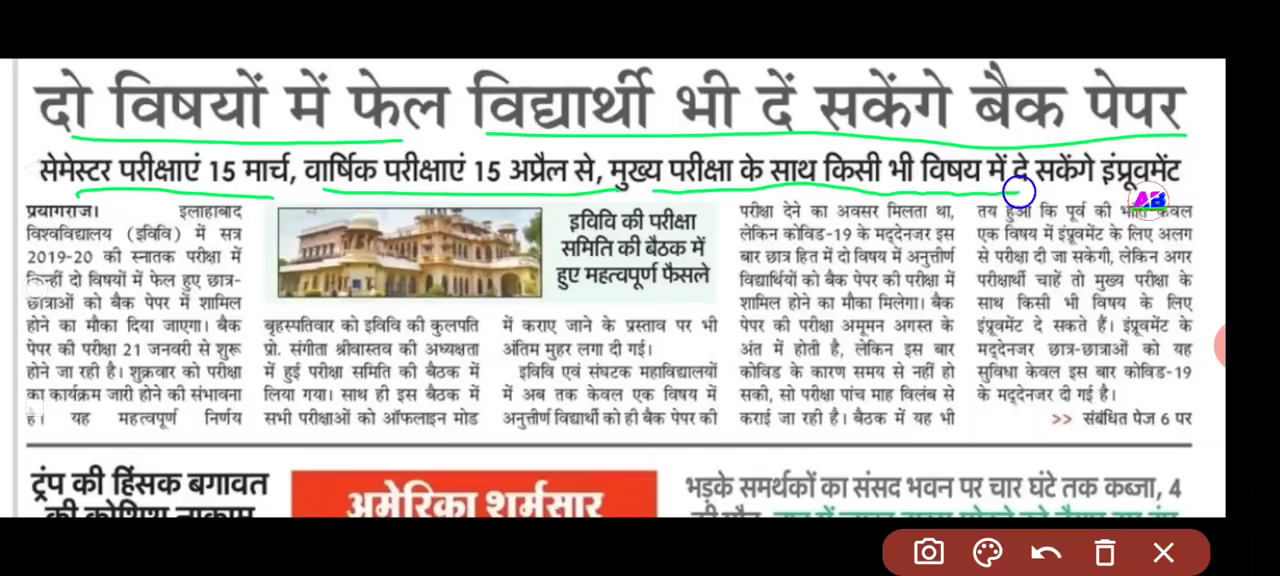 दो विषयों में फेल विद्यार्थी भी दें सकेंगे बैक पेपर
सेमेस्टर परीक्षाएं 15 मार्च, वार्षिक परीक्षाएं 15 अप्रैल से, मुख्य परीक्षा के साथ किसी भी विषय में दे सकेंगे इंप्रूवमेंट
प्रयागराज। इलाहाबाद
विश्वविद्यालय (इविवि) में सत्र
2019-20 की स्नातक परीक्षा में
किन्हीं दो विषयों में फेल हुए छात्र-
छात्राओं को बैक पेपर में शामिल
होने का मौका दिया जाएगा। बैक
पेपर की परीक्षा 21 जनवरी से शुरू
होने जा रही है। शुक्रवार को परीक्षा
का कार्यक्रम जारी होने की संभावना
है। यह महत्वपूर्ण निर्णय
इविवि की परीक्षा
समिति की बैठक में
हुए महत्वपूर्ण फैसले
बृहस्पतिवार को इविवि की कुलपति
प्रो. संगीता श्रीवास्तव की अध्यक्षता
में हुई परीक्षा समिति की बैठक में
लिया गया। साथ ही इस बैठक में
सभी परीक्षाओं को ऑफलाइन मोड
में कराए जाने के प्रस्ताव पर भी
अंतिम मुहर लगा दी गई।
इविवि एवं संघटक महाविद्यालयों
में अब तक केवल एक विषय में
अनुत्तीर्ण विद्यार्थी को ही बैक पेपर की
परीक्षा देने का अवसर मिलता था,
लेकिन कोविड-19 के मद्देनजर इस
बार छात्र हित में दो विषय में अनुत्तीर्ण
विद्यार्थियों को बैक पेपर की परीक्षा में
शामिल होने का मौका मिलेगा। बैक
पेपर की परीक्षा अमूमन अगस्त के
अंत में होती है, लेकिन इस बार
कोविड के कारण समय से नहीं हो
सकी, सो परीक्षा पांच माह विलंब से
कराई जा रही है। बैठक में यह भी
तय हुआ कि पूर्व की भांति केवल
एक विषय में इंप्रूवमेंट के लिए अलग
से परीक्षा दी जा सकेगी, लेकिन अगर
परीक्षार्थी चाहें तो मुख्य परीक्षा के
साथ किसी भी विषय के लिए
इंप्रूवमेंट दे सकते हैं। इंप्रूवमेंट के
मद्देनजर छात्र-छात्राओं को यह
सुविधा केवल इस बार कोविड-19
के मद्देनजर दी गई है।
>> संबंधित पेज 6 पर
AB
ट्रंप की हिंसक बगावत
की कोशिश नाकाम
अमेरिका शर्मसार
भड़के समर्थकों का संसद भवन पर चार घंटे तक कब्जा, 4